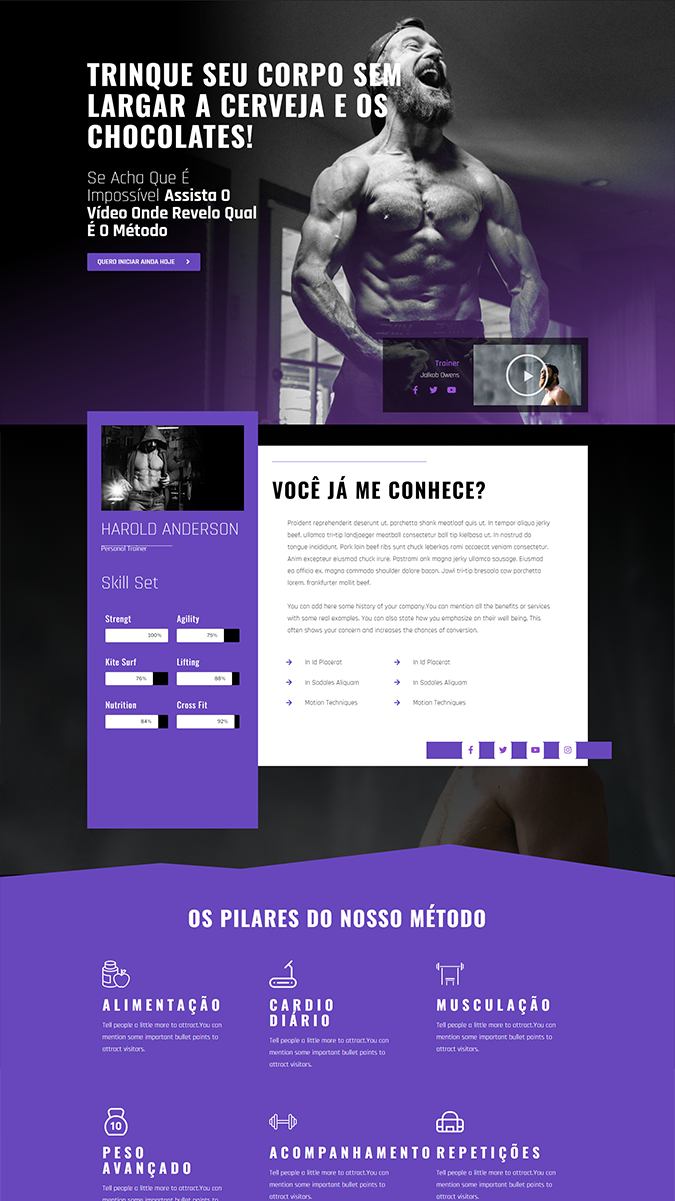 TRINQUE SEU CORPO SEM
LARGAR A CERVEJA E OS
CHOCOLATES!
Se Acha Que É
Impossível Assista O
Vídeo Onde Revelo Qual
É O Método
QUERO INICIAR AINDA HOJE
Trainer
Jalkob Owens
HAROLD ANDERSON
Personal Trainer
Skill Set
Strengt
100%
Agility
75%
Kite Surf
76%
Lifting
88%
Nutrition
84%
Cross Fit
92%
VOCÊ JÁ ME CONHECE?
Proident reprehenderit deserunt ut, porchetta shank meatloaf quis ut. In tempor aliqua jerky
beef, ullamco tri-tip landjaeger meatball consectetur ball tip kielbasa ut. In nostrud do
tongue incididunt. Pork loin beef ribs sunt chuck leberkas rami occaecat veniam consectetur.
Anim excepteur eiusmod chuck irure. Pastrami ank magna jerky ullamco sausage. Eiusmod
ea officia ex, magna commodo shoulder dolore bacon. Jowl tri-tip bresaola cow porchetta
lorem, frankfurter mollit beef.
You can add here some history of your company.You can mention all the benefits or services
with some real examples. You can also state how you emphasize on their well being. This
often shows your concern and increases the chances of conversion.
In Id Placerat
In Id Placerat
In Sodales Aliquam
In Sodales Aliquam
Motion Techniques
Motion Techniques
OS PILARES DO NOSSO MÉTODO
ALIMENTAÇÃO
Tell people a little more to attract.You can
mention some important bullet points to
attract visitors.
CARDIO
DIÁRIO
Tell people a little more to attract.You can
mention some important bullet points to
attract visitors.
MUSCULAÇÃO
Tell people a little more to attract.You can
mention some important bullet points to
attract visitors.
10
PESO
AVANÇADO
Tell people a little more to attract.You can
ACOMPANHAMENTO
Tell people a little more to attract.You can
mention some important bullet points to
attract visitors.
REPETIÇÕES
Tell people a little more to attract.You can
mention some important bullet points to
attract visitors.